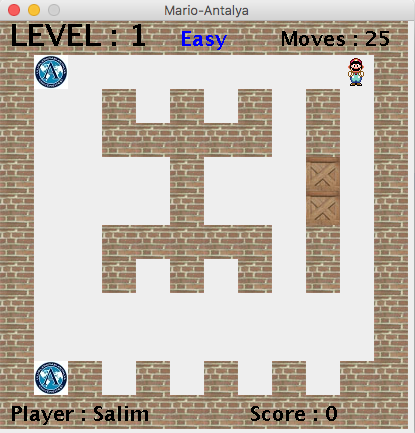 Mario-Antalya
LEVEL : 1 Easy Moves : 25
Player : Salim Score : 0